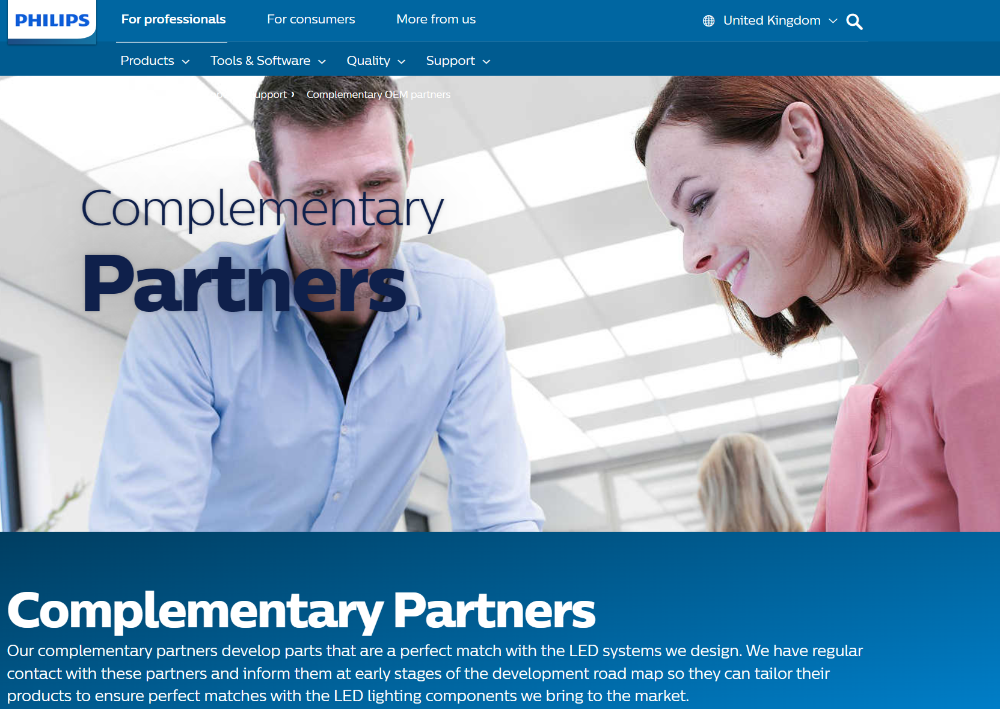 PHILIPS
For professionals For consumers More from us
United Kingdom
Products Tools & Software Quality Support
Complementary OEM partners
Complementary
Partners
Complementary Partners
Our complementary partners develop parts that are a perfect match with the LED systems we design. We have regular
contact with these partners and inform them at early stages of the development road map so they can tailor their
products to ensure perfect matches with the LED lighting components we bring to the market.